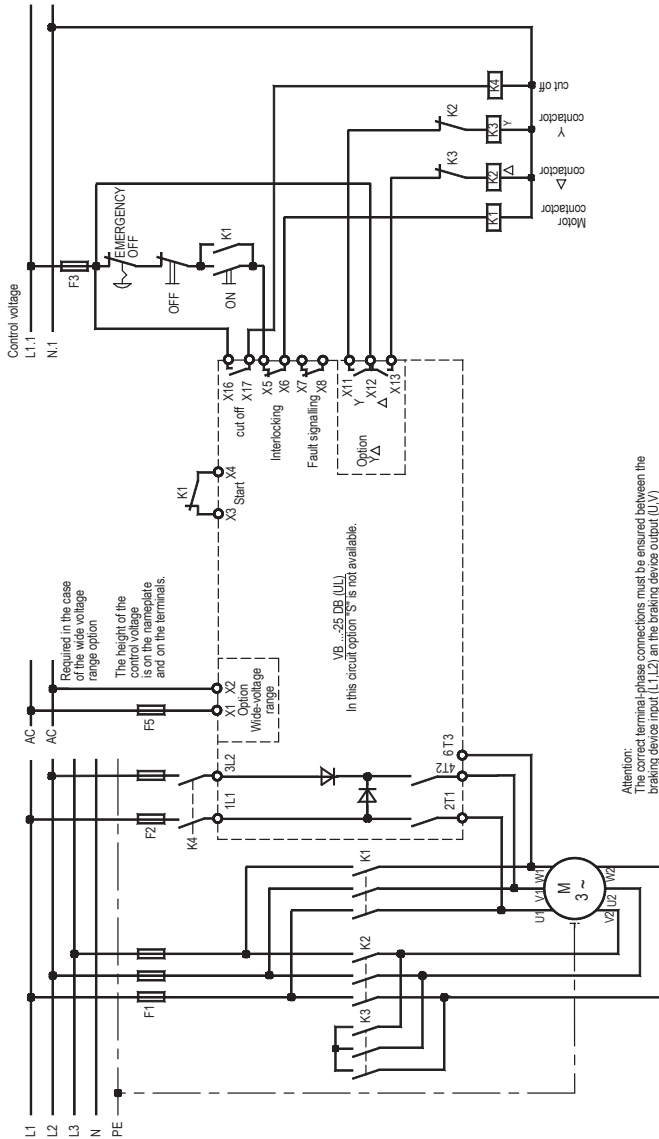 Control voltage
L1.1
N.1
F3
EMERGENCY
OFF
OFF
K1
ON
K4
cut off
K2
K3
Y
Y
contactor
K3
K2
Δ
Δ
contactor
K1
Motor
contactor
X16
X17
cut off
X5
X6
Interlocking
X7
X8
Fault signalling
X11
Y
X12
Δ
X13
Option
YΔ
K1
X3
X4
Start
VB ...-25 DB (UL)
In this circuit option "S" is not available.
AC
AC
Required in the case
of the wide voltage
range option
The height of the
control voltage
is on the nameplate
and on the terminals.
F5
X1
X2
Option
Wide-voltage
range
F2
K4
1L1
3L2
2T1
4T2
6 T3
L1
L2
L3
N
PE
F1
K1
K2
K3
U1
V1
W1
M
3 ~
V2
U2
W2
Attention:
The correct terminal-phase connections must be ensured between the
braking device input (L1,L2) an the braking device output (U,V)